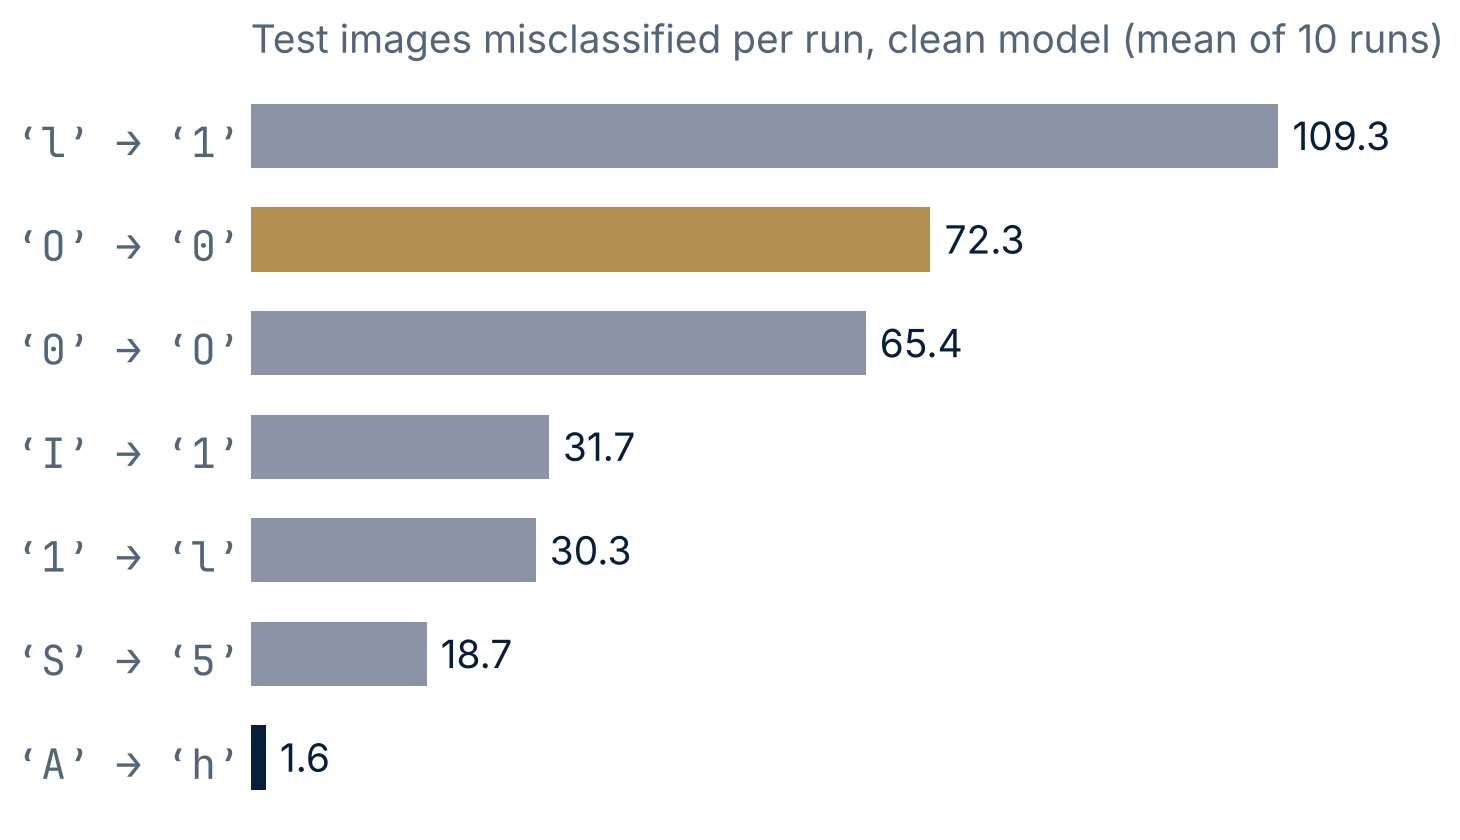 Test images misclassified per run, clean model (mean of 10 runs)
‘l’ → ‘1’ 109.3
‘O’ → ‘0’ 72.3
‘0’ → ‘O’ 65.4
‘I’ → ‘1’ 31.7
‘1’ → ‘l’ 30.3
‘S’ → ‘5’ 18.7
‘A’ → ‘h’ 1.6